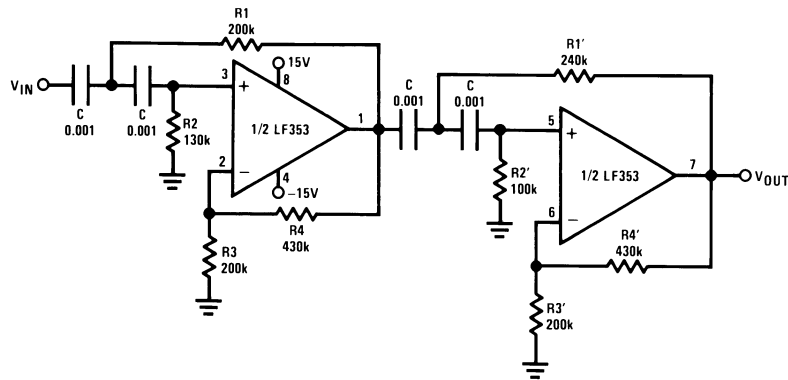 R1
200k
15V
8
V_IN
C
0.001
C
0.001
R2
130k
3
+
1/2 LF353
1
2
−
4
−15V
R4
430k
R3
200k
C
0.001
C
0.001
R1'
240k
5
+
1/2 LF353
7
V_OUT
R2'
100k
6
−
R4'
430k
R3'
200k